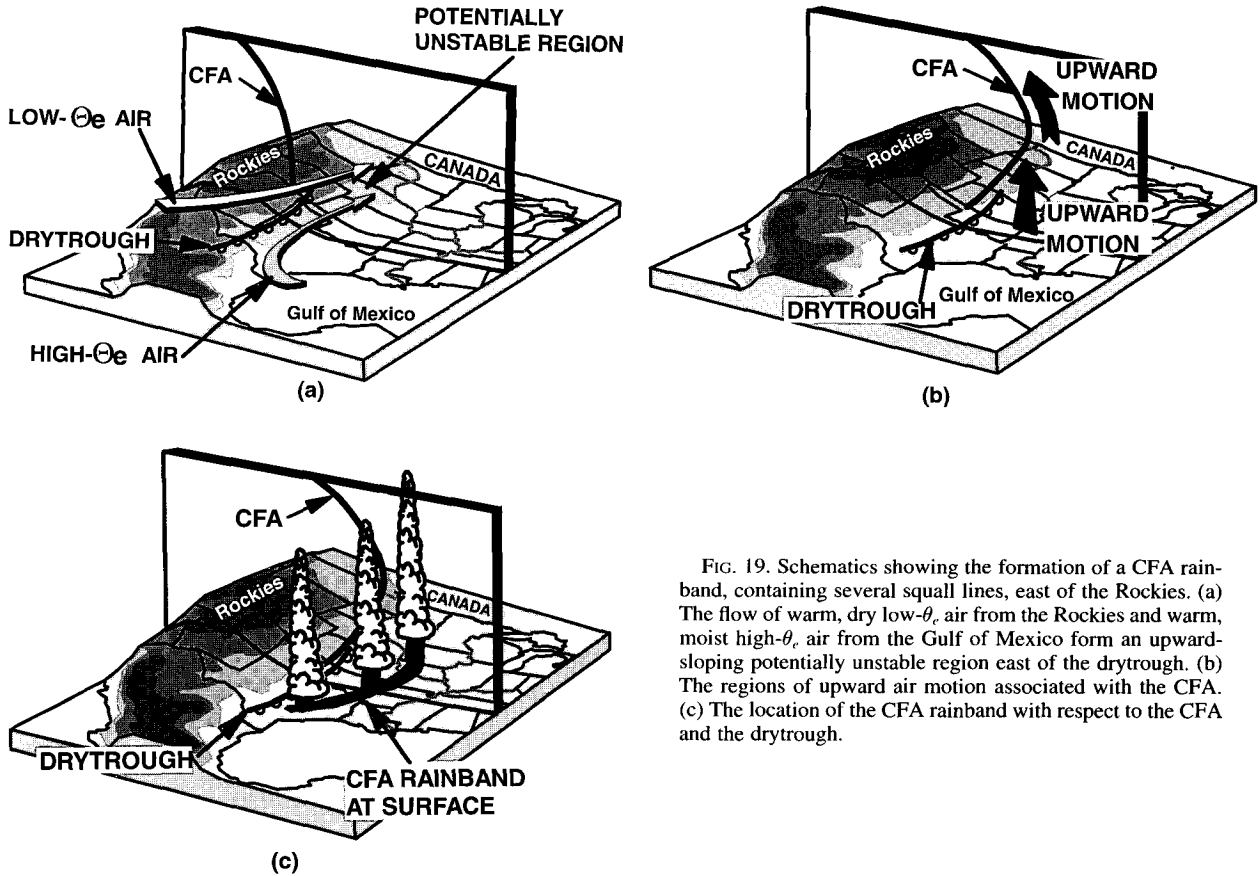 POTENTIALLY
UNSTABLE REGION
CFA
LOW-Θe AIR
Rockies
CANADA
DRYTROUGH
Gulf of Mexico
HIGH-Θe AIR
(a)
CFA
UPWARD
MOTION
Rockies
CANADA
UPWARD
MOTION
DRYTROUGH
Gulf of Mexico
(b)
CFA
Rockies
CANADA
DRYTROUGH
CFA RAINBAND
AT SURFACE
(c)
FIG. 19. Schematics showing the formation of a CFA rain-
band, containing several squall lines, east of the Rockies. (a)
The flow of warm, dry low-θe air from the Rockies and warm,
moist high-θe air from the Gulf of Mexico form an upward-
sloping potentially unstable region east of the drytrough. (b)
The regions of upward air motion associated with the CFA.
(c) The location of the CFA rainband with respect to the CFA
and the drytrough.